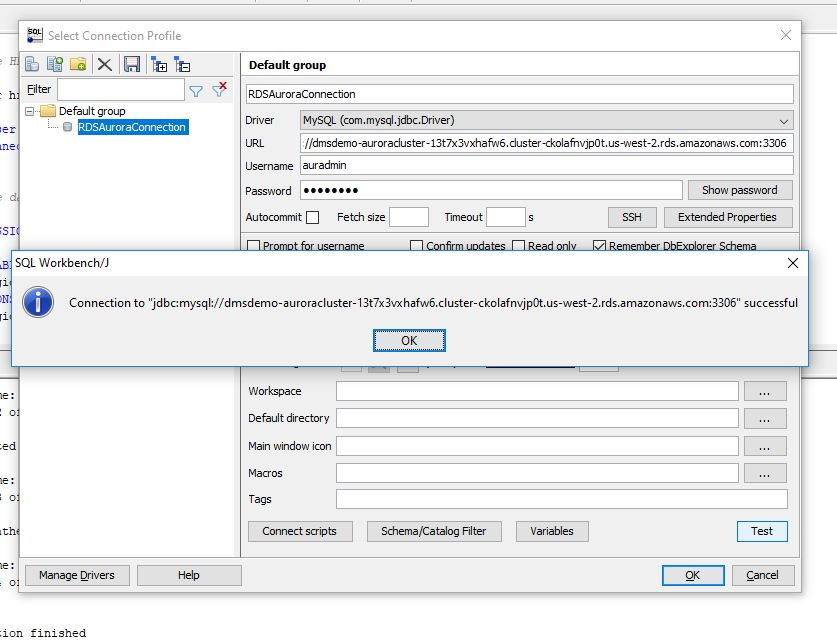 SQL
Select Connection Profile
Default group
Filter
RDSAuroraConnection
Default group
RDSAuroraConnection
Driver
MySQL (com.mysql.jdbc.Driver)
URL
://dmsdemo-auroracluster-13t7x3vxhafw6.cluster-ckolafnvjp0t.us-west-2.rds.amazonaws.com:3306
Username
auradmin
Password
●●●●●●●●
Show password
Autocommit
Fetch size
Timeout
s
SSH
Extended Properties
Prompt for username
Confirm updates
Read only
Remember DbExplorer Schema
SQL Workbench/J
Connection to "jdbc:mysql://dmsdemo-auroracluster-13t7x3vxhafw6.cluster-ckolafnvjp0t.us-west-2.rds.amazonaws.com:3306" successful
OK
Workspace
...
Default directory
...
Main window icon
...
Macros
...
Tags
Connect scripts
Schema/Catalog Filter
Variables
Test
Manage Drivers
Help
OK
Cancel
tion finished